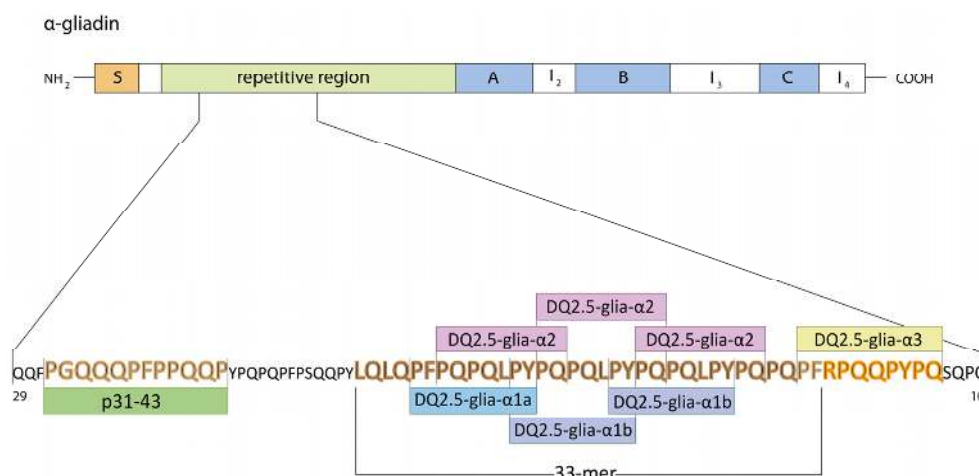 α-gliadin
NH2 S repetitive region A I2 B I3 C I4 COOH
DQ2.5-glia-α2
DQ2.5-glia-α2 DQ2.5-glia-α2 DQ2.5-glia-α3
QQFPGQQQPFPPQQPYPQPQPFPSQQPYLQLQPFPQPQLPYPQPQLPYPQPQLPYPQPQPFRPQQPYPQSQP
29
p31-43 DQ2.5-glia-α1a DQ2.5-glia-α1b
DQ2.5-glia-α1b
33-mer